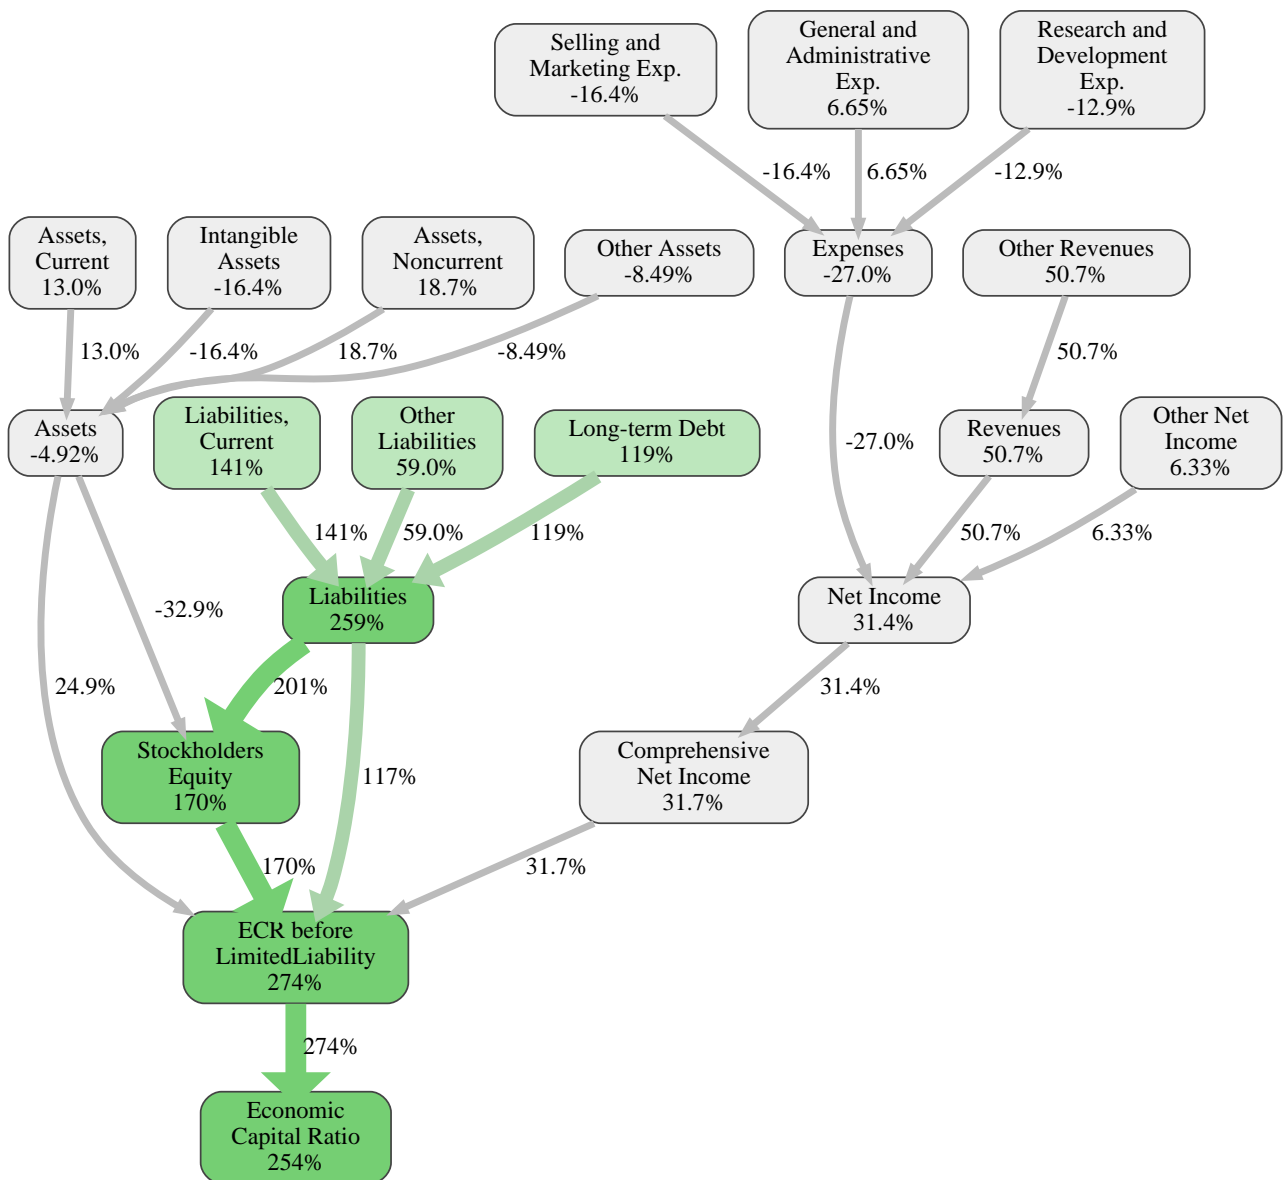 Selling and
Marketing Exp.
-16.4%
General and
Administrative
Exp.
6.65%
Research and
Development
Exp.
-12.9%
-16.4%
6.65%
-12.9%
Assets,
Current
13.0%
Intangible
Assets
-16.4%
Assets,
Noncurrent
18.7%
Other Assets
-8.49%
Expenses
-27.0%
Other Revenues
50.7%
13.0%
-16.4%
18.7%
-8.49%
50.7%
Assets
-4.92%
Liabilities,
Current
141%
Other
Liabilities
59.0%
Long-term Debt
119%
-27.0%
Revenues
50.7%
Other Net
Income
6.33%
141%
59.0%
119%
50.7%
6.33%
-32.9%
Liabilities
259%
Net Income
31.4%
24.9%
201%
31.4%
Stockholders
Equity
170%
117%
Comprehensive
Net Income
31.7%
170%
31.7%
ECR before
LimitedLiability
274%
274%
Economic
Capital Ratio
254%